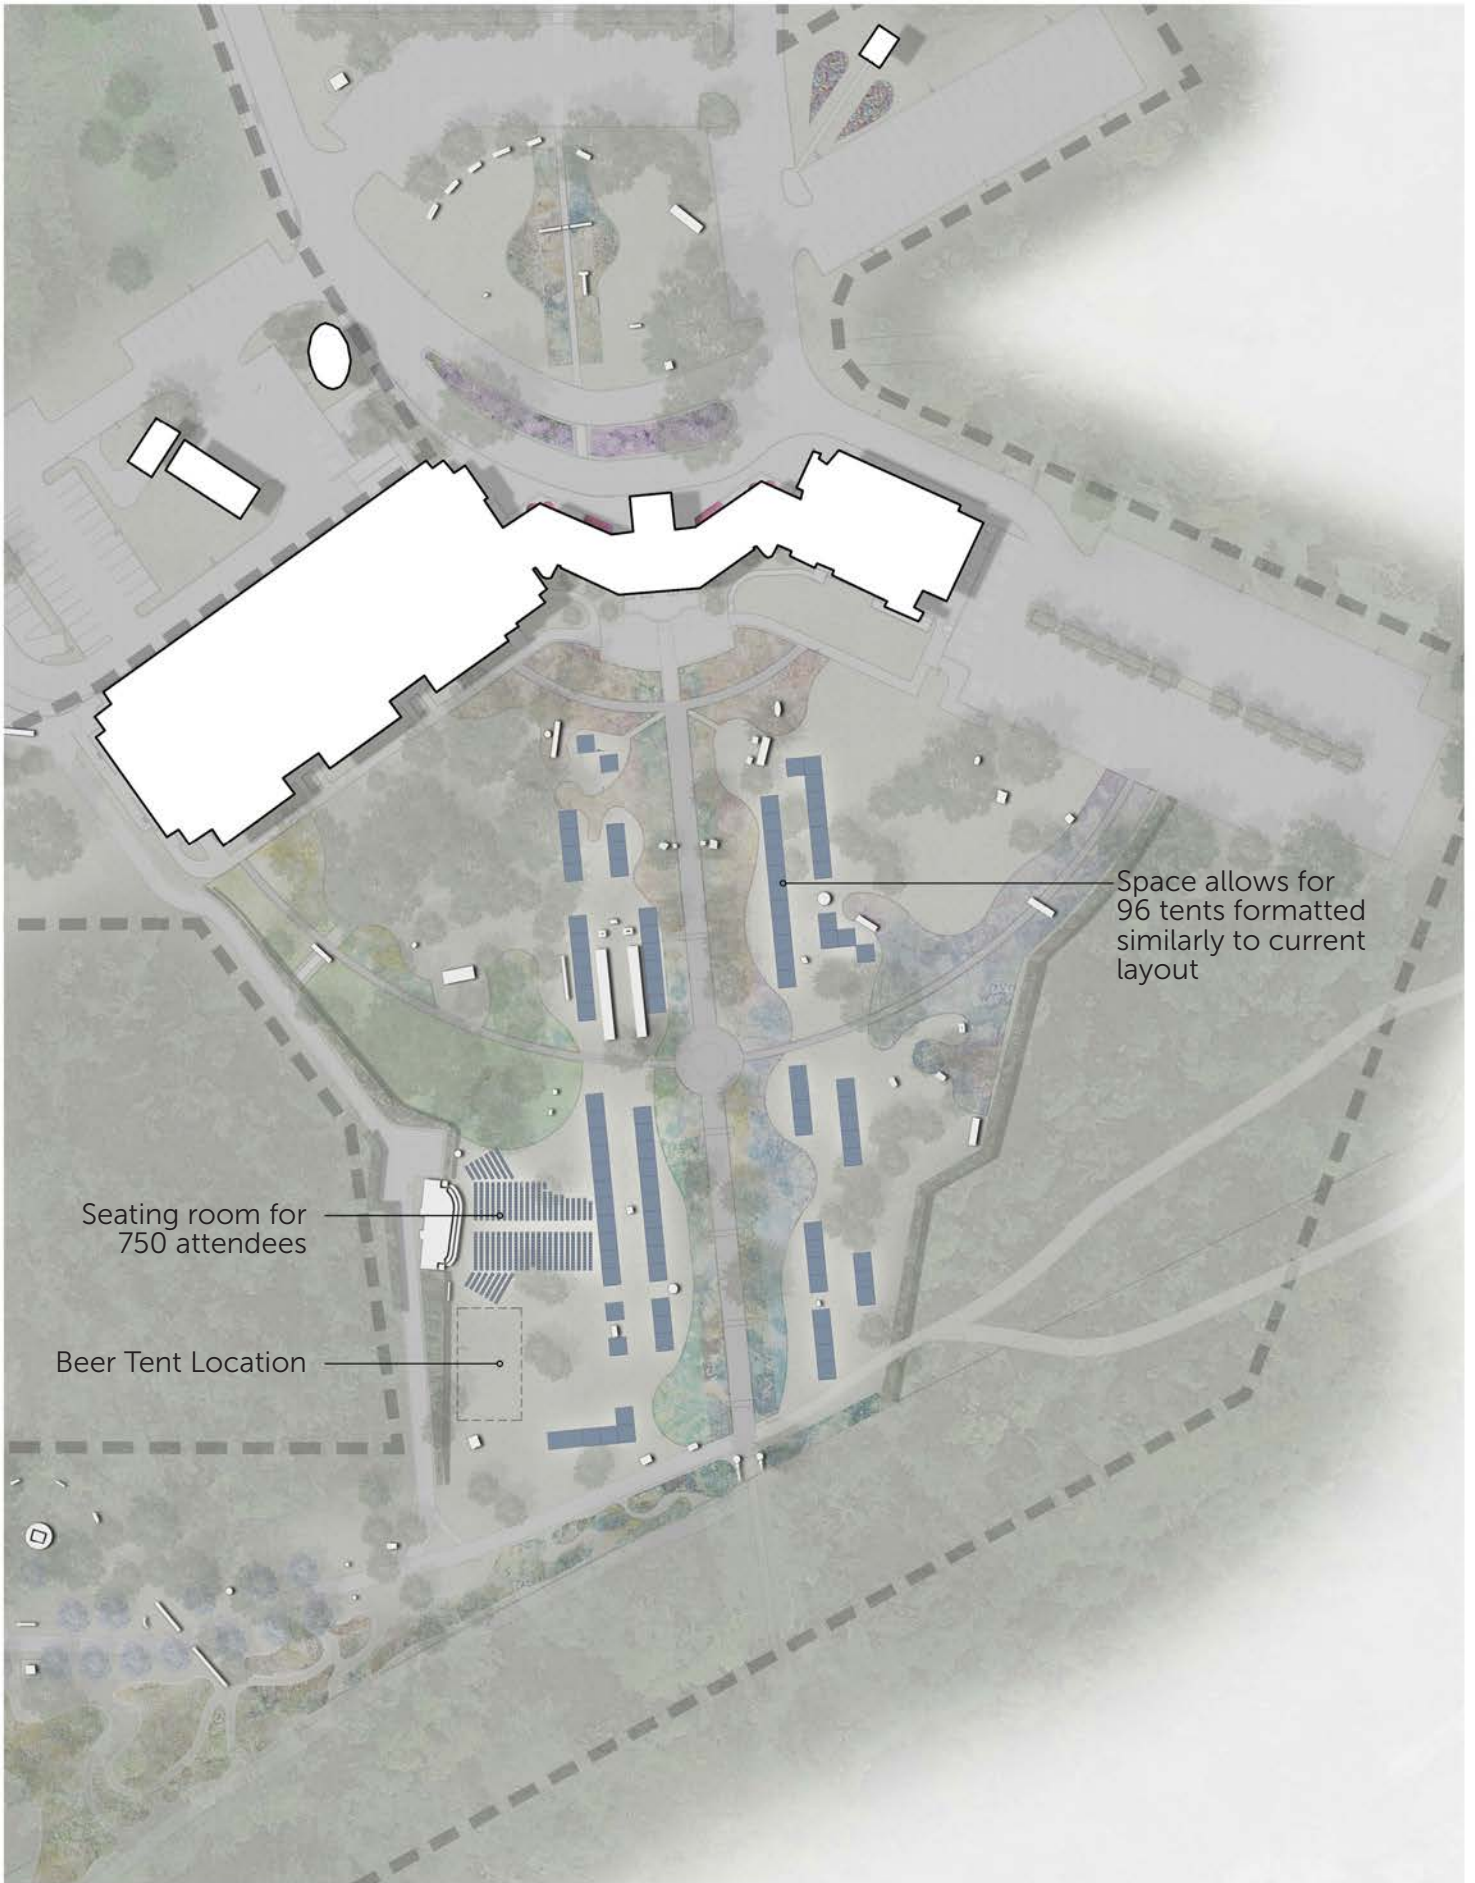 Space allows for
96 tents formatted
similarly to current
layout
Seating room for
750 attendees
Beer Tent Location